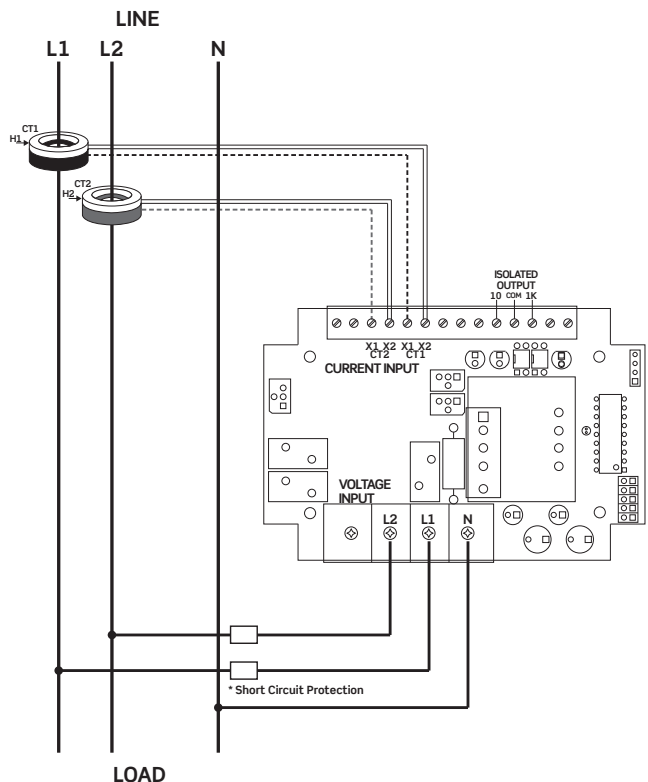 LINE
L1 L2 N
CT1
H1
CT2
H2
ISOLATED
OUTPUT
10 COM 1K
X1 X2 X1 X2
CT2 CT1
CURRENT INPUT
VOLTAGE
INPUT
L2 L1 N
* Short Circuit Protection
LOAD